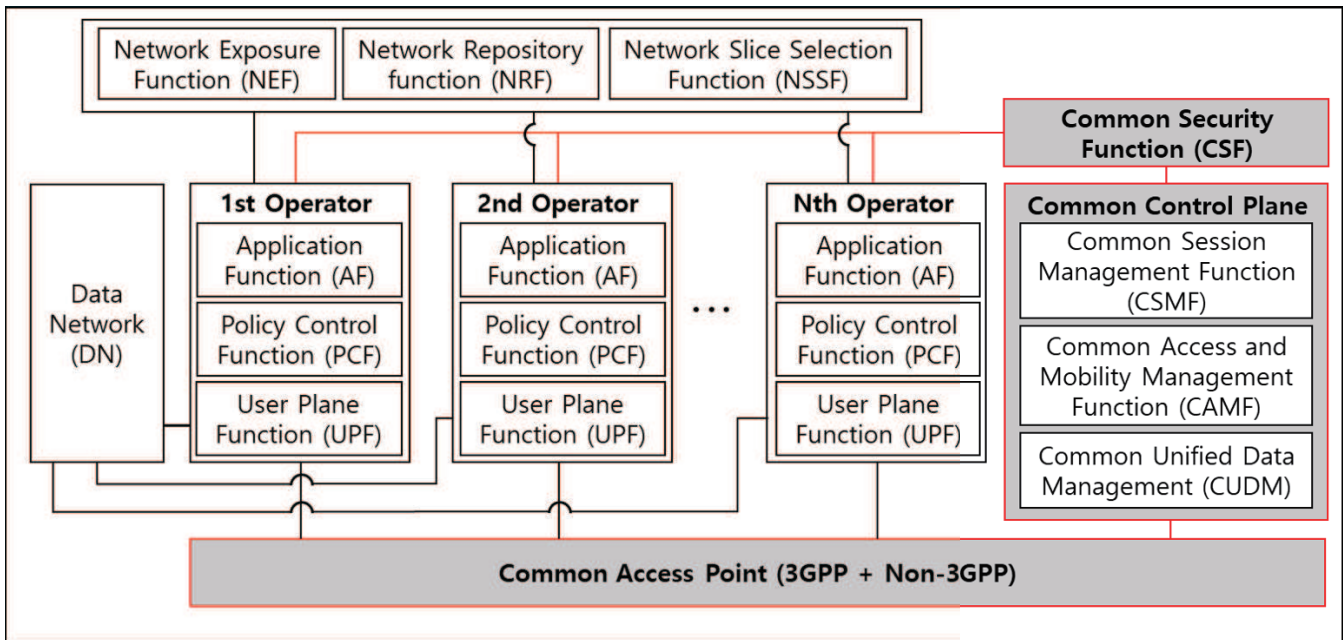 Network Exposure
Function (NEF)
Network Repository
function (NRF)
Network Slice Selection
Function (NSSF)
Common Security
Function (CSF)
Data
Network
(DN)
1st Operator
Application
Function (AF)
Policy Control
Function (PCF)
User Plane
Function (UPF)
2nd Operator
Application
Function (AF)
Policy Control
Function (PCF)
User Plane
Function (UPF)
...
Nth Operator
Application
Function (AF)
Policy Control
Function (PCF)
User Plane
Function (UPF)
Common Control Plane
Common Session
Management Function
(CSMF)
Common Access and
Mobility Management
Function (CAMF)
Common Unified Data
Management (CUDM)
Common Access Point (3GPP + Non-3GPP)